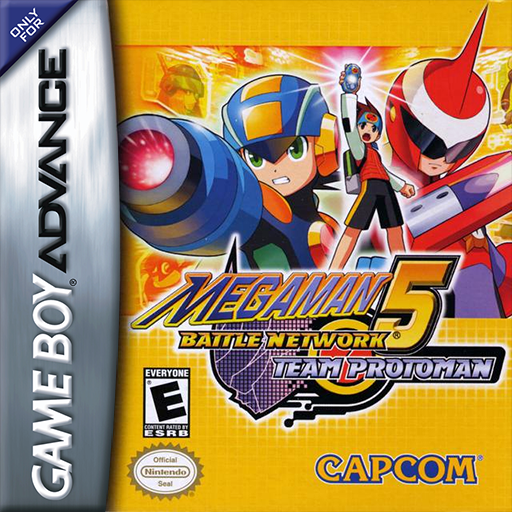 ONLY
FOR
GAME BOY ADVANCE
MEGAMAN 5
BATTLE NETWORK®
TEAM PROTOMAN
EVERYONE
E
CONTENT RATED BY
ESRB
Official
Nintendo
Seal
CAPCOM®